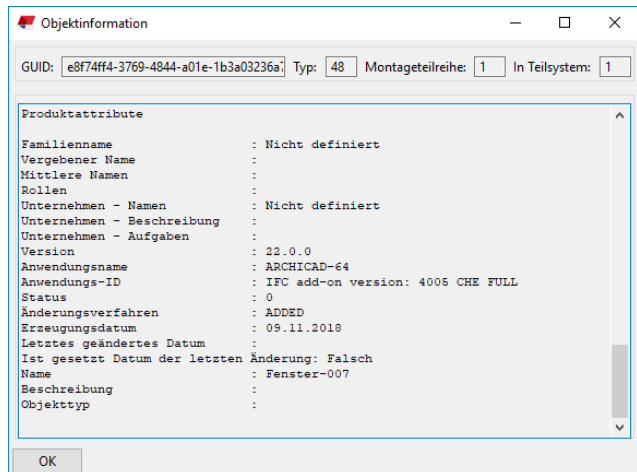 Objektinformation
GUID: e8f74ff4-3769-4844-a01e-1b3a03236a Typ: 48 Montageteilreihe: 1 In Teilsystem: 1
Produktattribute
Familienname : Nicht definiert
Vergebener Name :
Mittlere Namen :
Rollen :
Unternehmen - Namen : Nicht definiert
Unternehmen - Beschreibung :
Unternehmen - Aufgaben :
Version : 22.0.0
Anwendungsname : ARCHICAD-64
Anwendungs-ID : IFC add-on version: 4005 CHE FULL
Status : 0
Änderungsverfahren : ADDED
Erzeugungsdatum : 09.11.2018
Letztes geändertes Datum :
Ist gesetzt Datum der letzten Änderung: Falsch
Name : Fenster-007
Beschreibung :
Objekttyp :
OK